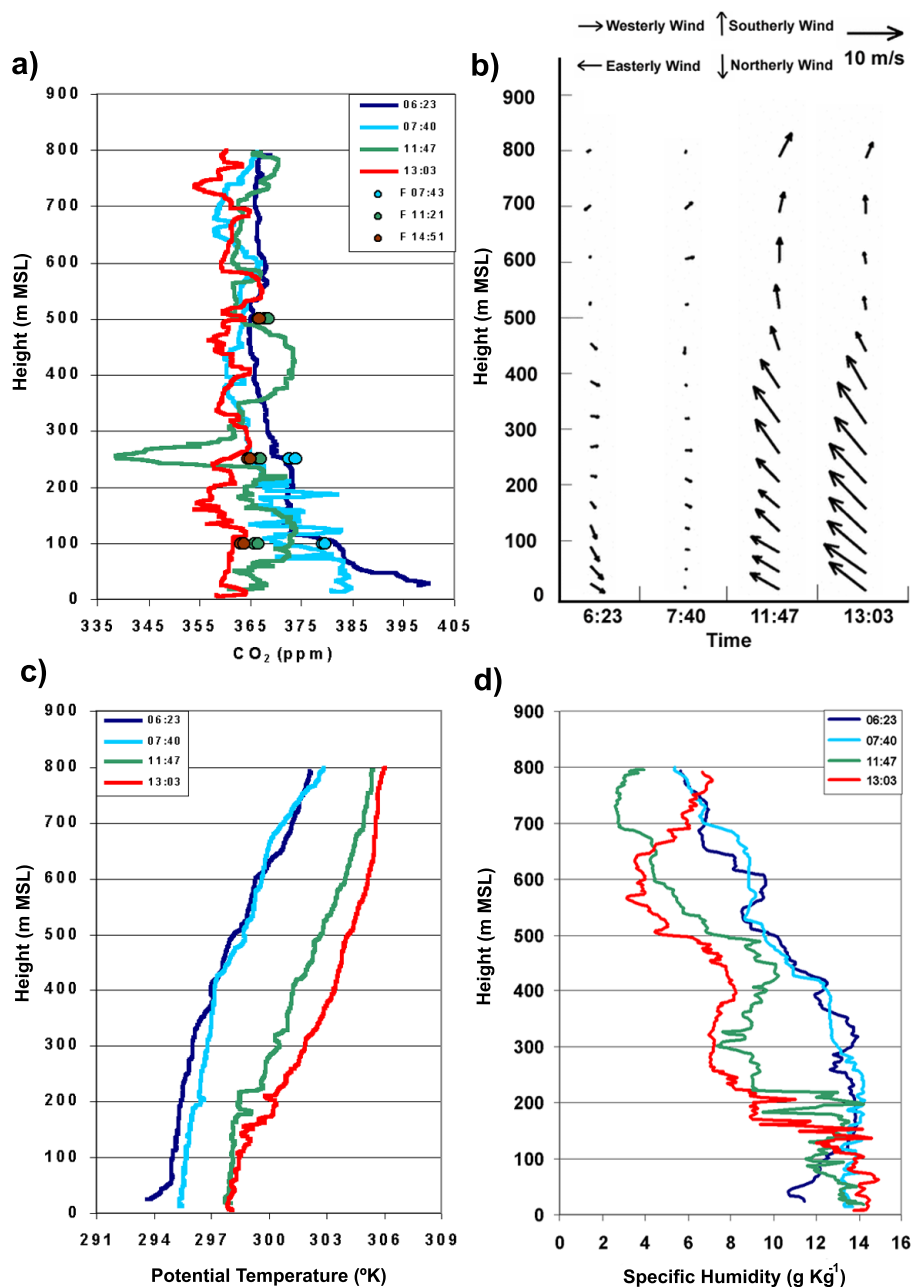 Westerly Wind
Southerly Wind
10 m/s
Easterly Wind
Northerly Wind
a)
900
800
700
600
500
400
300
200
100
0
Height (m MSL)
06:23
07:40
11:47
13:03
F 07:43
F 11:21
F 14:51
335 345 355 365 375 385 395 405
CO2 (ppm)
b)
900
800
700
600
500
400
300
200
100
0
Height (m MSL)
6:23 7:40 11:47 13:03
Time
c)
900
800
700
600
500
400
300
200
100
0
Height (m MSL)
06:23
07:40
11:47
13:03
291 294 297 300 303 306 309
Potential Temperature (ºK)
d)
900
800
700
600
500
400
300
200
100
0
Height (m MSL)
06:23
07:40
11:47
13:03
0 2 4 6 8 10 12 14 16
Specific Humidity (g Kg-1)